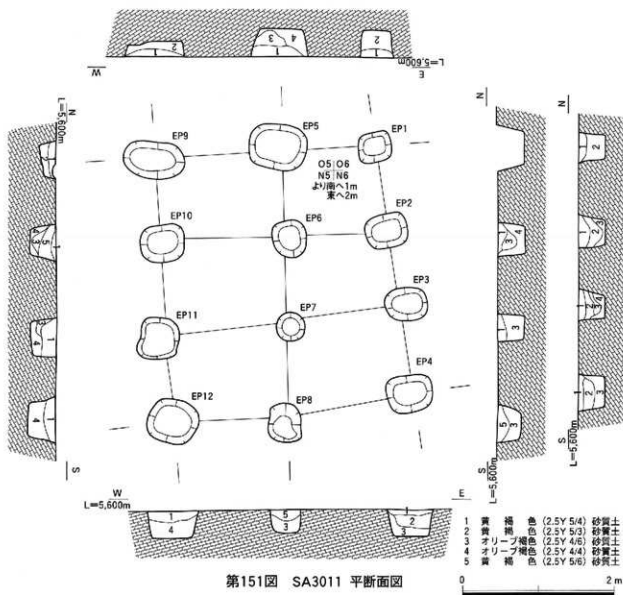 2
1
3
4
1
2
1
W
E
L=5,600m
L=5,600m
N
N
N
EP9
EP5
EP1
O5 O6
N5 N6
より南へ1m
東へ2m
EP10
EP6
EP2
EP11
EP7
EP3
EP12
EP8
EP4
4
3
5
1
1
4
3
4
3
5
3
2
1
2
2
3
4
1
2
3
S
S
S
L=5,600m
L=5,600m
W
E
L=5,600m
1
4
5
3
1
2
3
1 黄褐色 (2.5Y 5/4) 砂質土
2 黄褐色 (2.5Y 5/3) 砂質土
3 オリーブ褐色 (2.5Y 4/6) 砂質土
4 オリーブ褐色 (2.5Y 4/4) 砂質土
5 黄褐色 (2.5Y 5/6) 砂質土
0 2m
第151図 SA3011 平断面図